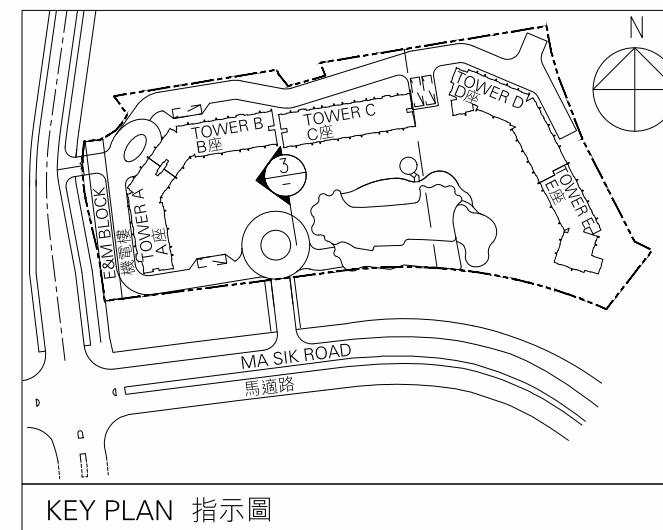 N
TOWER B
B座
TOWER C
C座
TOWER D
D座
TOWER E
E座
3
–
TOWER A
A座
E&M BLOCK
機電樓
MA SIK ROAD
馬適路
KEY PLAN 指示圖